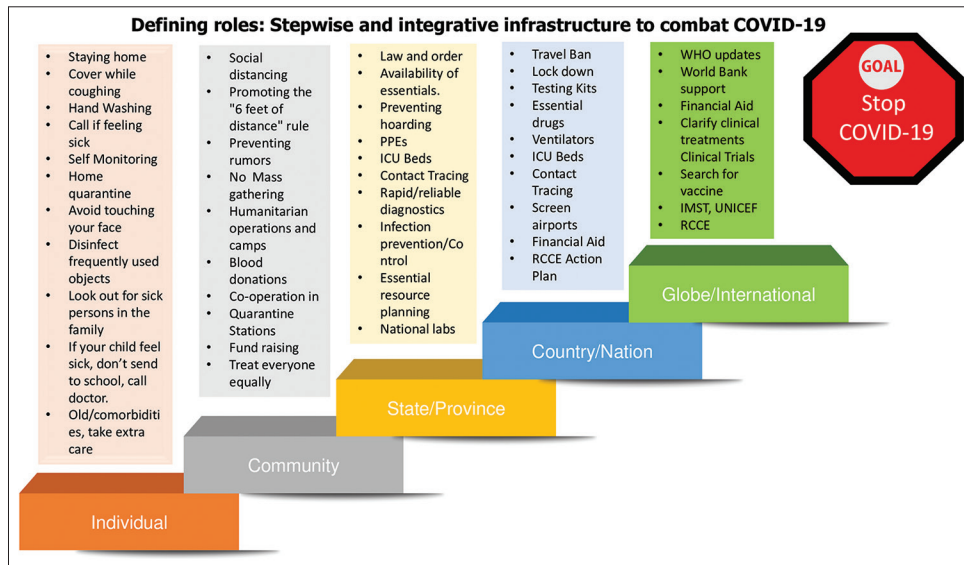 Defining roles: Stepwise and integrative infrastructure to combat COVID-19
• Staying home
• Cover while
coughing
• Hand Washing
• Call if feeling
sick
• Self Monitoring
• Home
quarantine
• Avoid touching
your face
• Disinfect
frequently used
objects
• Look out for sick
persons in the
family
• If your child feel
sick, don't send
to school, call
doctor.
• Old/comorbiditi
es, take extra
care
Individual
• Social
distancing
• Promoting the
"6 feet of
distance" rule
• Preventing
rumors
• No Mass
gathering
• Humanitarian
operations and
camps
• Blood
donations
• Co-operation in
• Quarantine
Stations
• Fund raising
• Treat everyone
equally
Community
• Law and order
• Availability of
essentials.
• Preventing
hoarding
• PPEs
• ICU Beds
• Contact Tracing
• Rapid/reliable
diagnostics
• Infection
prevention/Co
ntrol
• Essential
resource
planning
• National labs
State/Province
• Travel Ban
• Lock down
• Testing Kits
• Essential
drugs
• Ventilators
• ICU Beds
• Contact
Tracing
• Screen
airports
• Financial Aid
• RCCE Action
Plan
Country/Nation
• WHO updates
• World Bank
support
• Financial Aid
• Clarify clinical
treatments
Clinical Trials
• Search for
vaccine
• IMST, UNICEF
• RCCE
Globe/International
GOAL
Stop
COVID-19